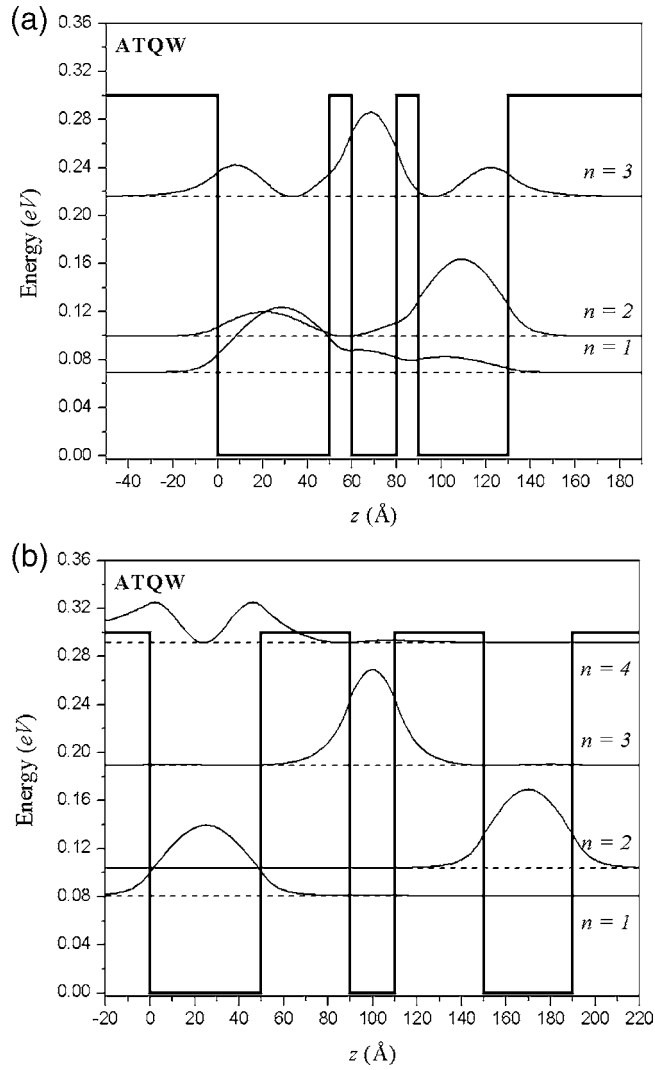 (a)
ATQW
0.36
0.32
0.28
0.24
0.20
0.16
0.12
0.08
0.04
0.00
Energy (eV)
n = 3
n = 2
n = 1
-40 -20 0 20 40 60 80 100 120 140 160 180
z (Å)
(b)
ATQW
0.36
0.32
0.28
0.24
0.20
0.16
0.12
0.08
0.04
0.00
Energy (eV)
n = 4
n = 3
n = 2
n = 1
-20 0 20 40 60 80 100 120 140 160 180 200 220
z (Å)